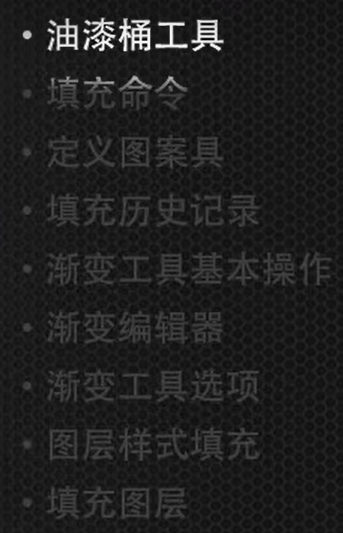 • 油漆桶工具
• 填充命令
• 定义图案具
• 填充历史记录
• 渐变工具基本操作
• 渐变编辑器
• 渐变工具选项
• 图层样式填充
• 填充图层